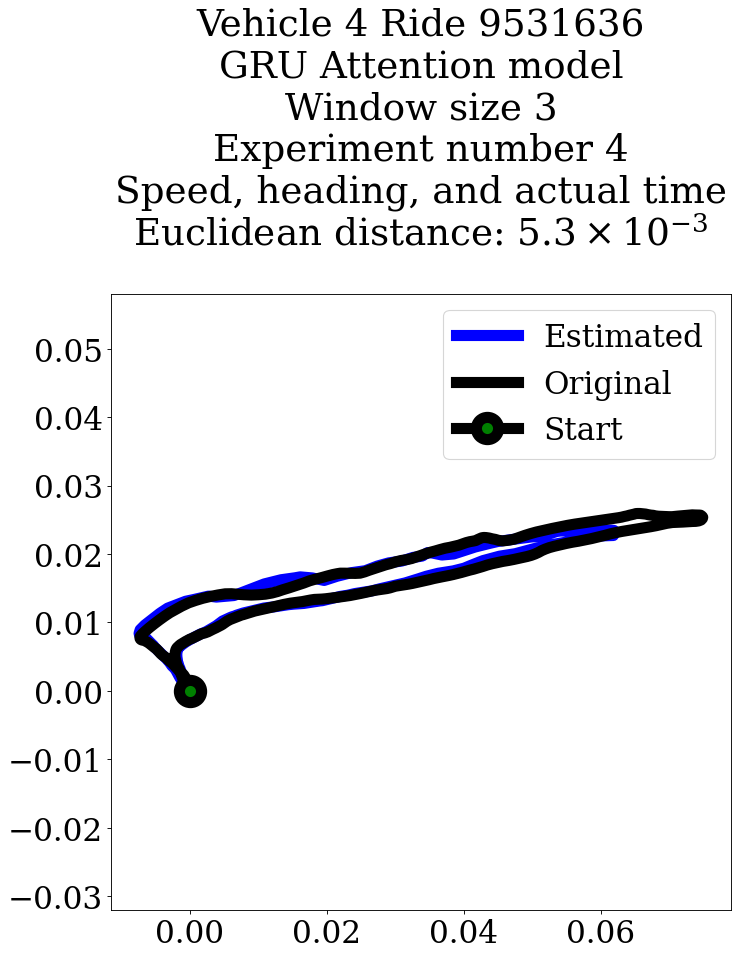 Vehicle 4 Ride 9531636
GRU Attention model
Window size 3
Experiment number 4
Speed, heading, and actual time
Euclidean distance: 5.3 × 10⁻³
Estimated
Original
Start
0.05
0.04
0.03
0.02
0.01
0.00
−0.01
−0.02
−0.03
0.00 0.02 0.04 0.06